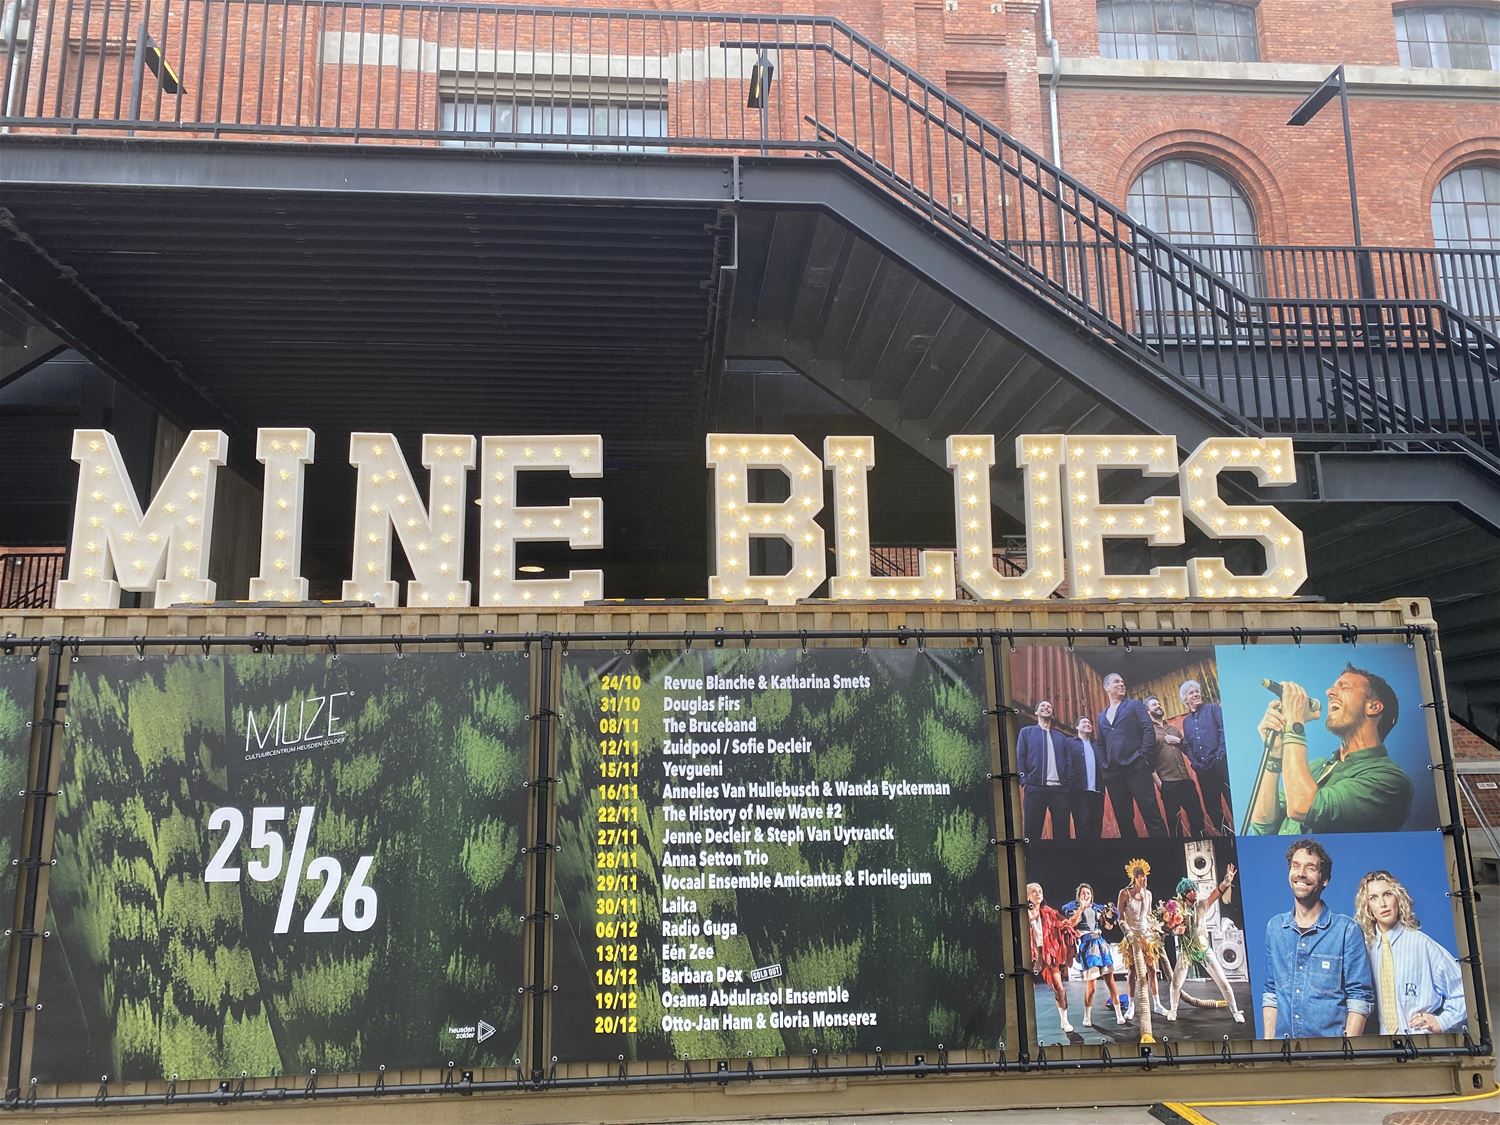 MINE BLUES
MUZE°
CULTUURCENTRUM HEUSDEN-ZOLDER
25/26
heusden
zolder
24/10 Revue Blanche & Katharina Smets
31/10 Douglas Firs
08/11 The Bruceband
12/11 Zuidpool / Sofie Decleir
15/11 Yevgueni
16/11 Annelies Van Hullebusch & Wanda Eyckerman
22/11 The History of New Wave #2
27/11 Jenne Decleir & Steph Van Uytvanck
28/11 Anna Setton Trio
29/11 Vocaal Ensemble Amicantus & Florilegium
30/11 Laika
06/12 Radio Guga
13/12 Eén Zee
16/12 Barbara Dex SOLD OUT
19/12 Osama Abdulrasol Ensemble
20/12 Otto-Jan Ham & Gloria Monserez